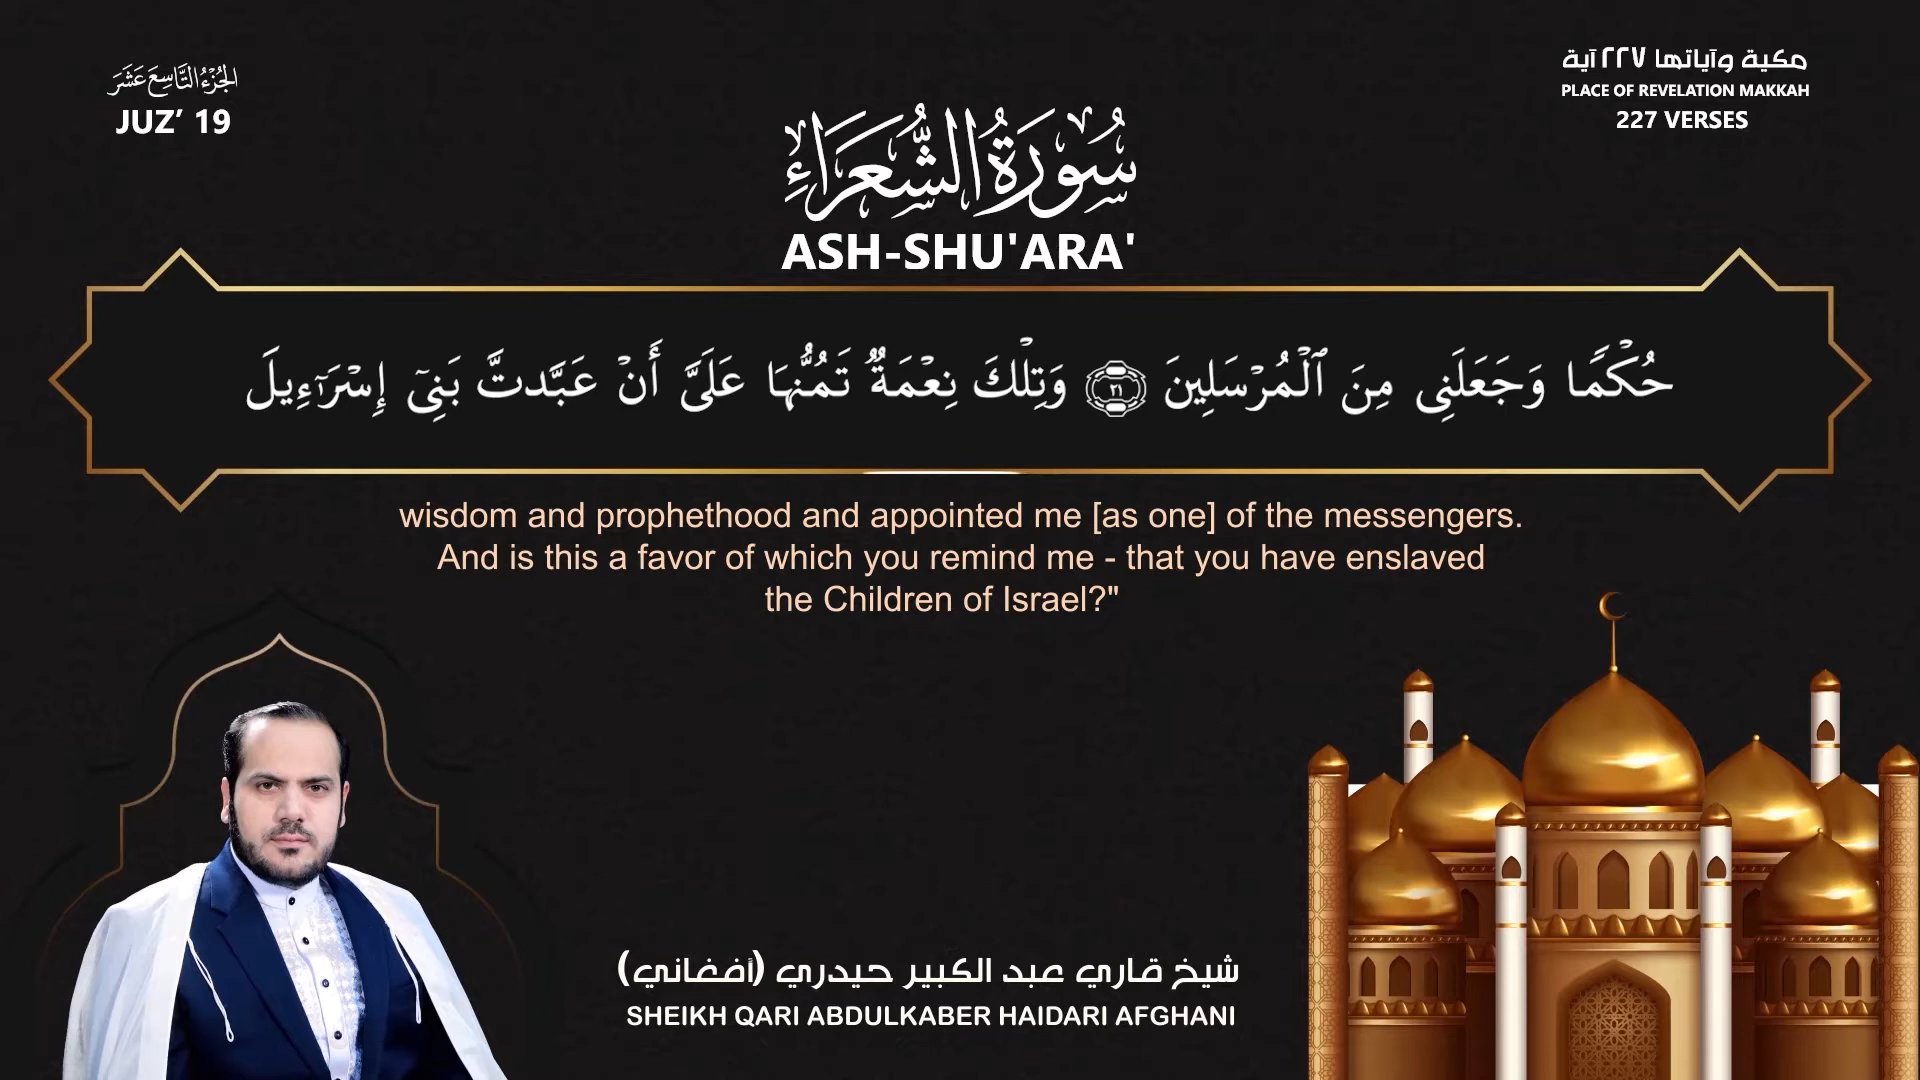 الجزء التاسع عشر
JUZ’ 19
مكية وآياتها ٢٢٧ آية
PLACE OF REVELATION MAKKAH
227 VERSES
سُورَةُ الشُّعَرَاءِ
ASH-SHU'ARA'
حُكْمًا وَجَعَلَنِى مِنَ ٱلْمُرْسَلِينَ ٢١ وَتِلْكَ نِعْمَةٌ تَمُنُّهَا عَلَىَّ أَنْ عَبَّدتَّ بَنِىٓ إِسْرَٰٓءِيلَ
wisdom and prophethood and appointed me [as one] of the messengers.
And is this a favor of which you remind me - that you have enslaved
the Children of Israel?"
شيخ قاري عبد الكبير حيدري (أفغاني)
SHEIKH QARI ABDULKABER HAIDARI AFGHANI